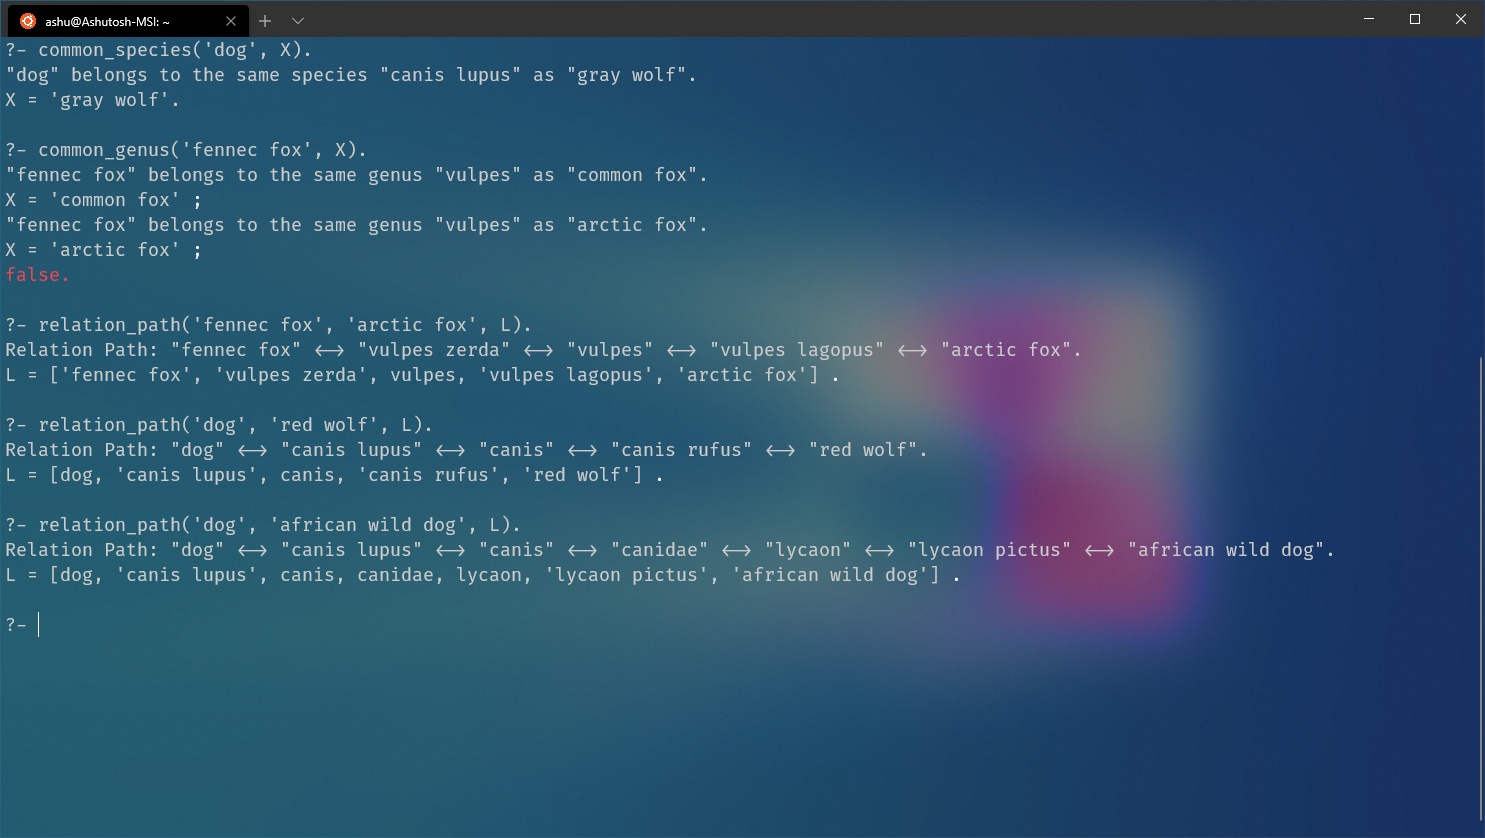 ashu@Ashutosh-MSI: ~
?- common_species('dog', X).
"dog" belongs to the same species "canis lupus" as "gray wolf".
X = 'gray wolf'.
?- common_genus('fennec fox', X).
"fennec fox" belongs to the same genus "vulpes" as "common fox".
X = 'common fox' ;
"fennec fox" belongs to the same genus "vulpes" as "arctic fox".
X = 'arctic fox' ;
false.
?- relation_path('fennec fox', 'arctic fox', L).
Relation Path: "fennec fox" <-> "vulpes zerda" <-> "vulpes" <-> "vulpes lagopus" <-> "arctic fox".
L = ['fennec fox', 'vulpes zerda', vulpes, 'vulpes lagopus', 'arctic fox'] .
?- relation_path('dog', 'red wolf', L).
Relation Path: "dog" <-> "canis lupus" <-> "canis" <-> "canis rufus" <-> "red wolf".
L = [dog, 'canis lupus', canis, 'canis rufus', 'red wolf'] .
?- relation_path('dog', 'african wild dog', L).
Relation Path: "dog" <-> "canis lupus" <-> "canis" <-> "canidae" <-> "lycaon" <-> "lycaon pictus" <-> "african wild dog".
L = [dog, 'canis lupus', canis, canidae, lycaon, 'lycaon pictus', 'african wild dog'] .
?-